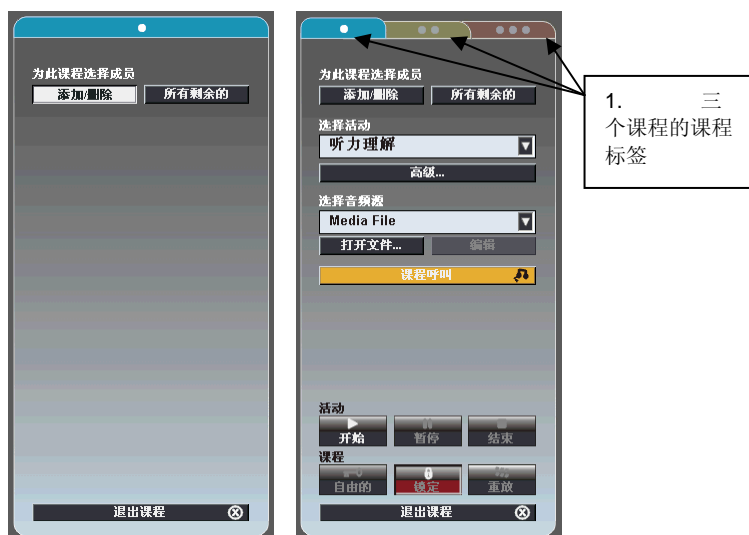 为此课程选择成员
添加/删除 所有剩余的
退出课程
为此课程选择成员
添加/删除 所有剩余的
选择活动
听力理解
高级...
选择音频源
Media File
打开文件... 编辑
课程呼叫
活动
开始 暂停 结束
课程
自由的 锁定 重放
退出课程
1. 三
个课程的课程
标签